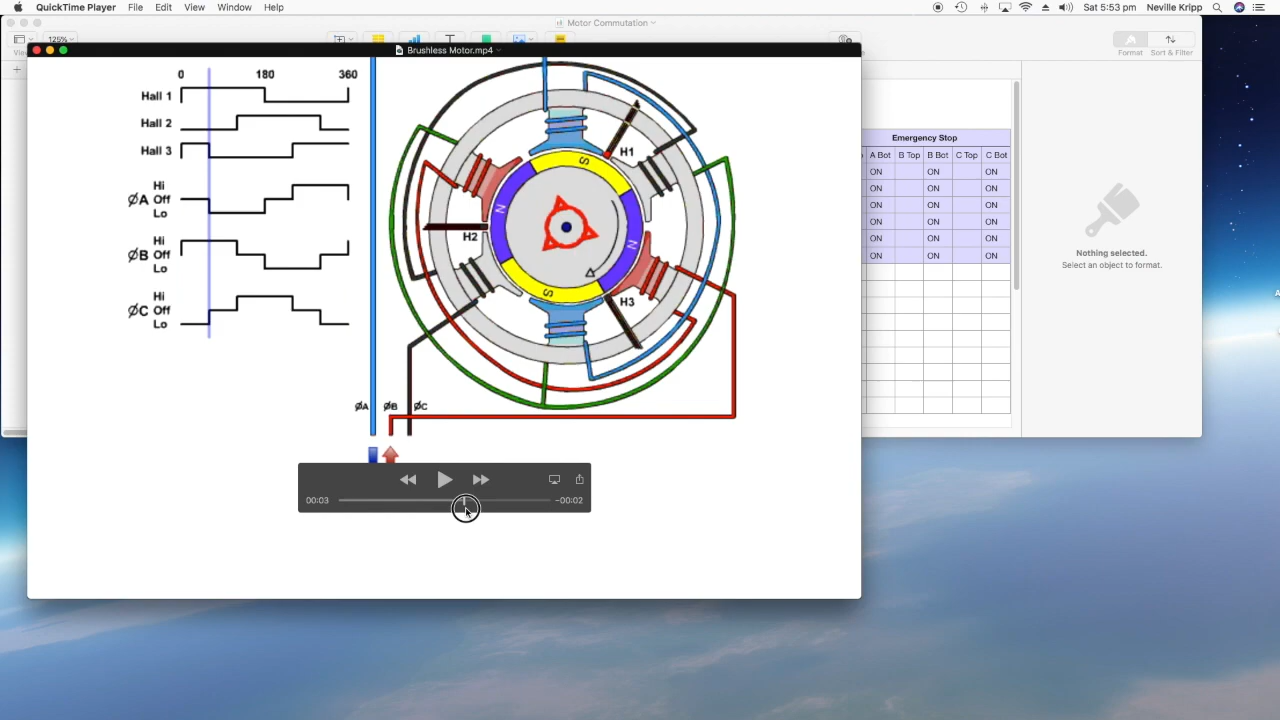 QuickTime Player File Edit View Window Help
Sat 5:53 pm Neville Kripp
Motor Commutation
125%
Format Sort & Filter
Brushless Motor.mp4
0 180 360
Hall 1
Hall 2
Hall 3
Hi
ØA Off
Lo
Hi
ØB Off
Lo
Hi
ØC Off
Lo
S
H1
N
H2
N
S
H3
ØA ØB ØC
00:03 -00:02
Emergency Stop
A Bot B Top B Bot C Top C Bot
ON ON ON
ON ON ON
ON ON ON
ON ON ON
ON ON ON
ON ON ON
Nothing selected.
Select an object to format.